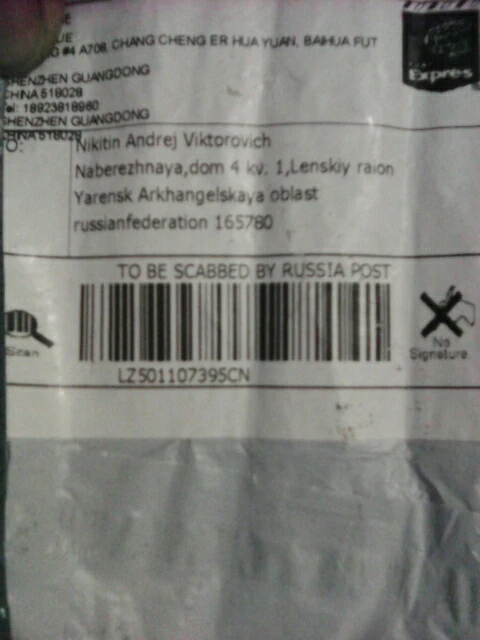 #4 A708, CHANG CHENG ER HUA YUAN, BAIHUA FUT
SHENZHEN GUANGDONG
CHINA 518028
Tel: 18923818980
SHENZHEN GUANGDONG
CHINA 518028
Expres
TO:
Nikitin Andrej Viktorovich
Naberezhnaya,dom 4 kv. 1,Lenskiy raion
Yarensk Arkhangelskaya oblast
russianfederation 165780
TO BE SCABBED BY RUSSIA POST
Scan
No
Signature
LZ501107395CN